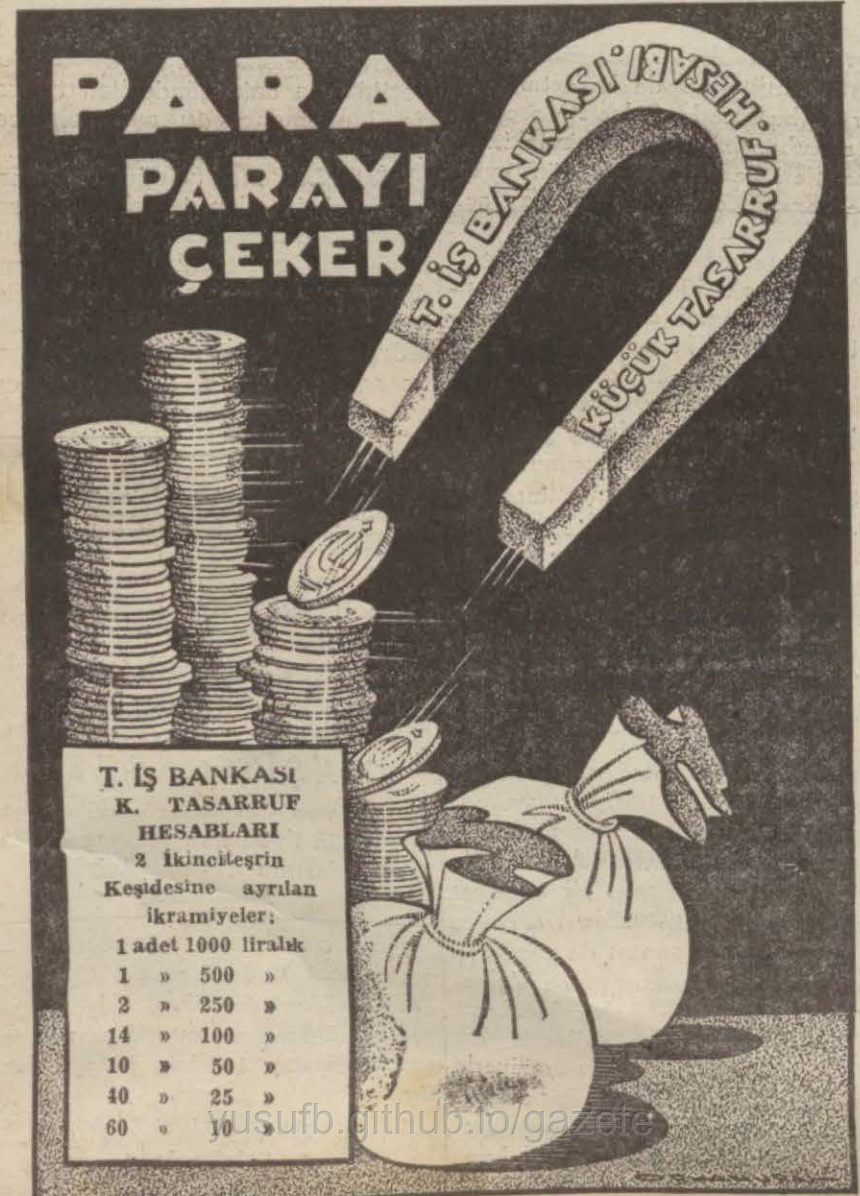 PARA
PARAYI
ÇEKER
T. İŞ BANKASI. HESABI.
KÜÇÜK TASARRUF
T. İŞ BANKASI
K. TASARRUF
HESABLARI
2 İkinciteşrin
Keşidesine ayrılan
ikramiyeler:
1 adet 1000 liralık
1 » 500 »
2 » 250 »
14 » 100 »
10 » 50 »
40 » 25 »
60 » 10 »
yusufb.github.io/gazete